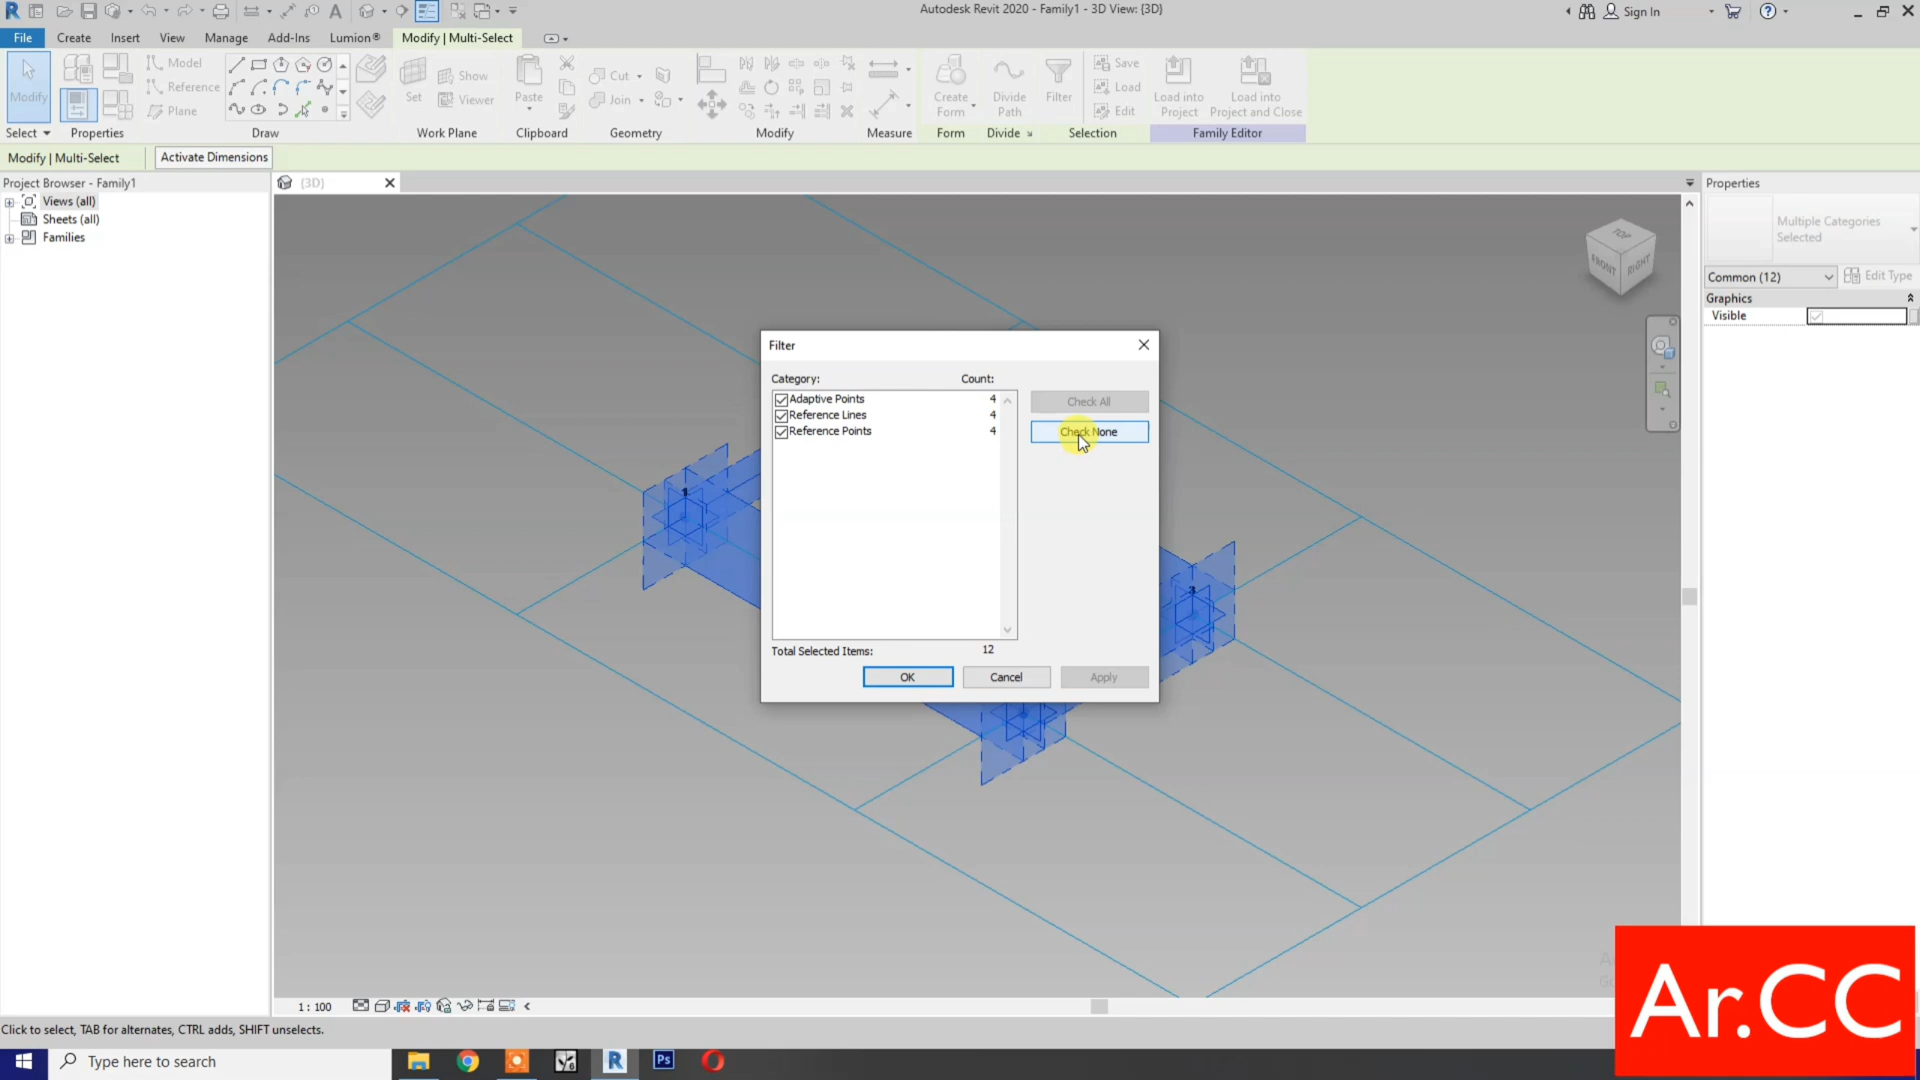 Autodesk Revit 2020 - Family1 - 3D View: {3D}
Sign In
File
Create
Insert
View
Manage
Add-Ins
Lumion®
Modify | Multi-Select
Modify
Model
Reference
Plane
Set
Show
Viewer
Paste
Cut
Join
Create
Form
Divide
Path
Filter
Save
Load
Edit
Load into
Project
Load into
Project and Close
Select
Properties
Draw
Work Plane
Clipboard
Geometry
Modify
Measure
Form
Divide
Selection
Family Editor
Modify | Multi-Select
Activate Dimensions
Project Browser - Family1
Views (all)
Sheets (all)
Families
{3D}
Properties
Multiple Categories
Selected
Common (12)
Edit Type
Graphics
Visible
TOP
FRONT
RIGHT
Filter
Category:
Count:
Adaptive Points 4
Reference Lines 4
Reference Points 4
Check All
Check None
Total Selected Items: 12
OK
Cancel
Apply
1
3
1 : 100
Click to select, TAB for alternates, CTRL adds, SHIFT unselects.
Type here to search
Ps
Ar.CC